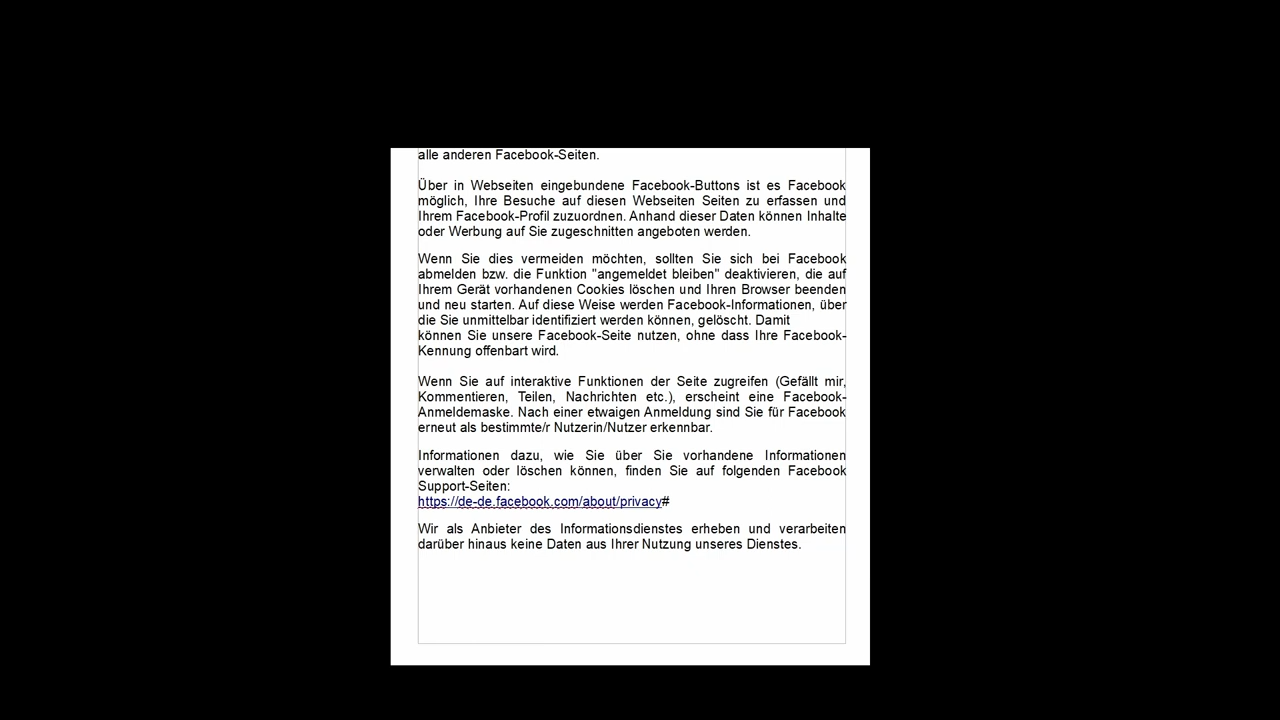 alle anderen Facebook-Seiten.
Über in Webseiten eingebundene Facebook-Buttons ist es Facebook
möglich, Ihre Besuche auf diesen Webseiten Seiten zu erfassen und
Ihrem Facebook-Profil zuzuordnen. Anhand dieser Daten können Inhalte
oder Werbung auf Sie zugeschnitten angeboten werden.
Wenn Sie dies vermeiden möchten, sollten Sie sich bei Facebook
abmelden bzw. die Funktion "angemeldet bleiben" deaktivieren, die auf
Ihrem Gerät vorhandenen Cookies löschen und Ihren Browser beenden
und neu starten. Auf diese Weise werden Facebook-Informationen, über
die Sie unmittelbar identifiziert werden können, gelöscht. Damit
können Sie unsere Facebook-Seite nutzen, ohne dass Ihre Facebook-
Kennung offenbart wird.
Wenn Sie auf interaktive Funktionen der Seite zugreifen (Gefällt mir,
Kommentieren, Teilen, Nachrichten etc.), erscheint eine Facebook-
Anmeldemaske. Nach einer etwaigen Anmeldung sind Sie für Facebook
erneut als bestimmte/r Nutzerin/Nutzer erkennbar.
Informationen dazu, wie Sie über Sie vorhandene Informationen
verwalten oder löschen können, finden Sie auf folgenden Facebook
Support-Seiten:
https://de-de.facebook.com/about/privacy#
Wir als Anbieter des Informationsdienstes erheben und verarbeiten
darüber hinaus keine Daten aus Ihrer Nutzung unseres Dienstes.